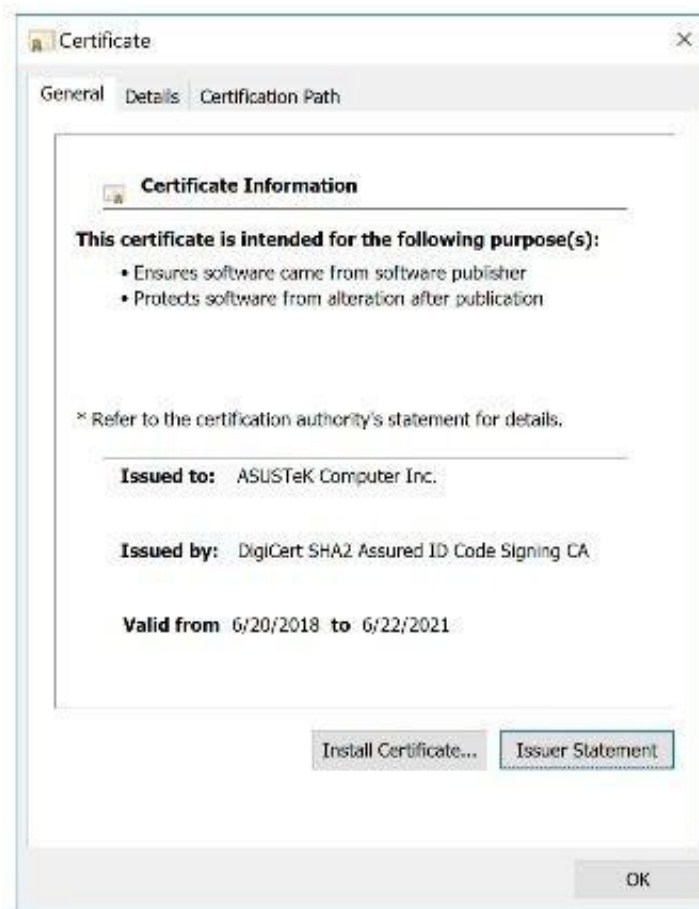 Certificate
General Details Certification Path
Certificate Information
This certificate is intended for the following purpose(s):
• Ensures software came from software publisher
• Protects software from alteration after publication
* Refer to the certification authority's statement for details.
Issued to: ASUSTeK Computer Inc.
Issued by: DigiCert SHA2 Assured ID Code Signing CA
Valid from 6/20/2018 to 6/22/2021
Install Certificate... Issuer Statement
OK